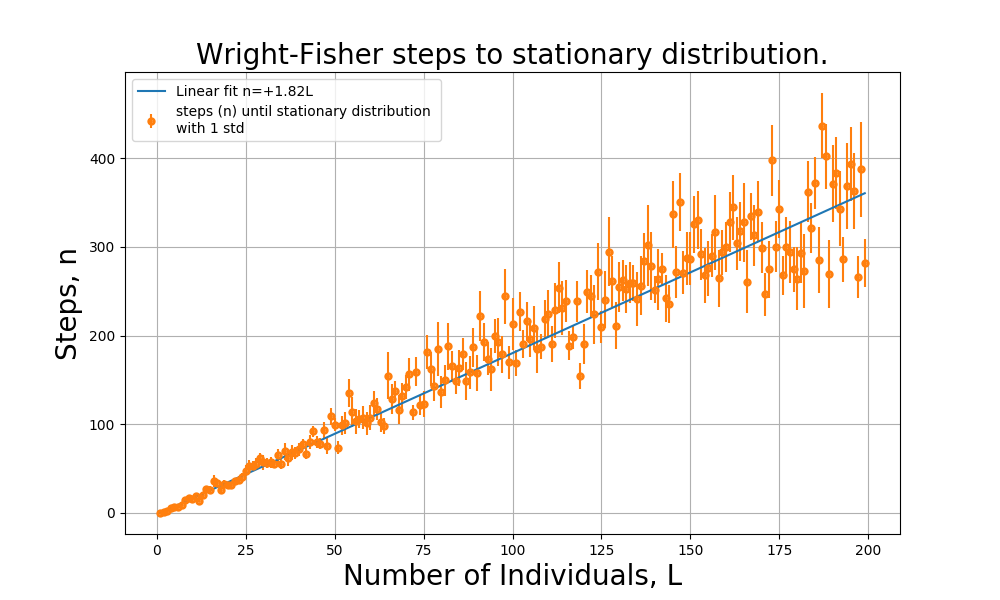 Wright-Fisher steps to stationary distribution.
Linear fit n=+1.82L
steps (n) until stationary distribution
with 1 std
Steps, n
400
300
200
100
0
0 25 50 75 100 125 150 175 200
Number of Individuals, L